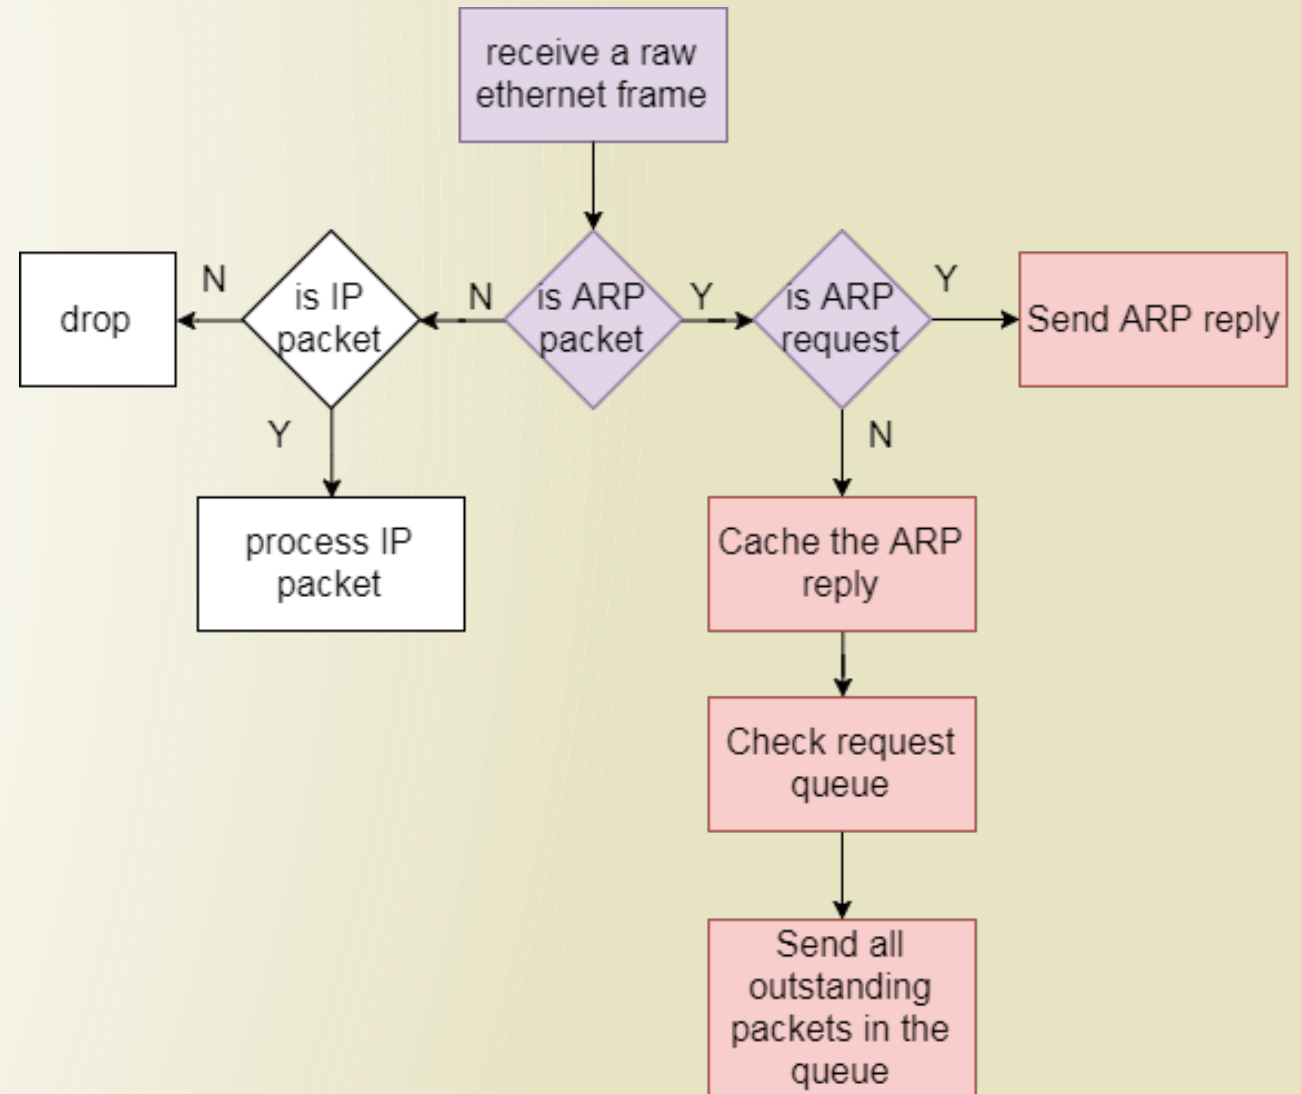 receive a raw
ethernet frame
drop
N
is IP
packet
N
is ARP
packet
Y
is ARP
request
Y
Send ARP reply
Y
N
process IP
packet
Cache the ARP
reply
Check request
queue
Send all
outstanding
packets in the
queue